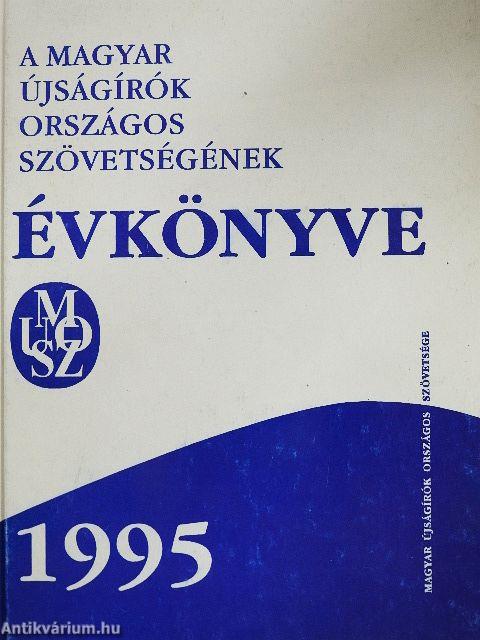 A MAGYAR
ÚJSÁGÍRÓK
ORSZÁGOS
SZÖVETSÉGÉNEK
ÉVKÖNYVE
MUOSZ
MAGYAR ÚJSÁGÍRÓK ORSZÁGOS SZÖVETSÉGE
1995
Antikvárium.hu